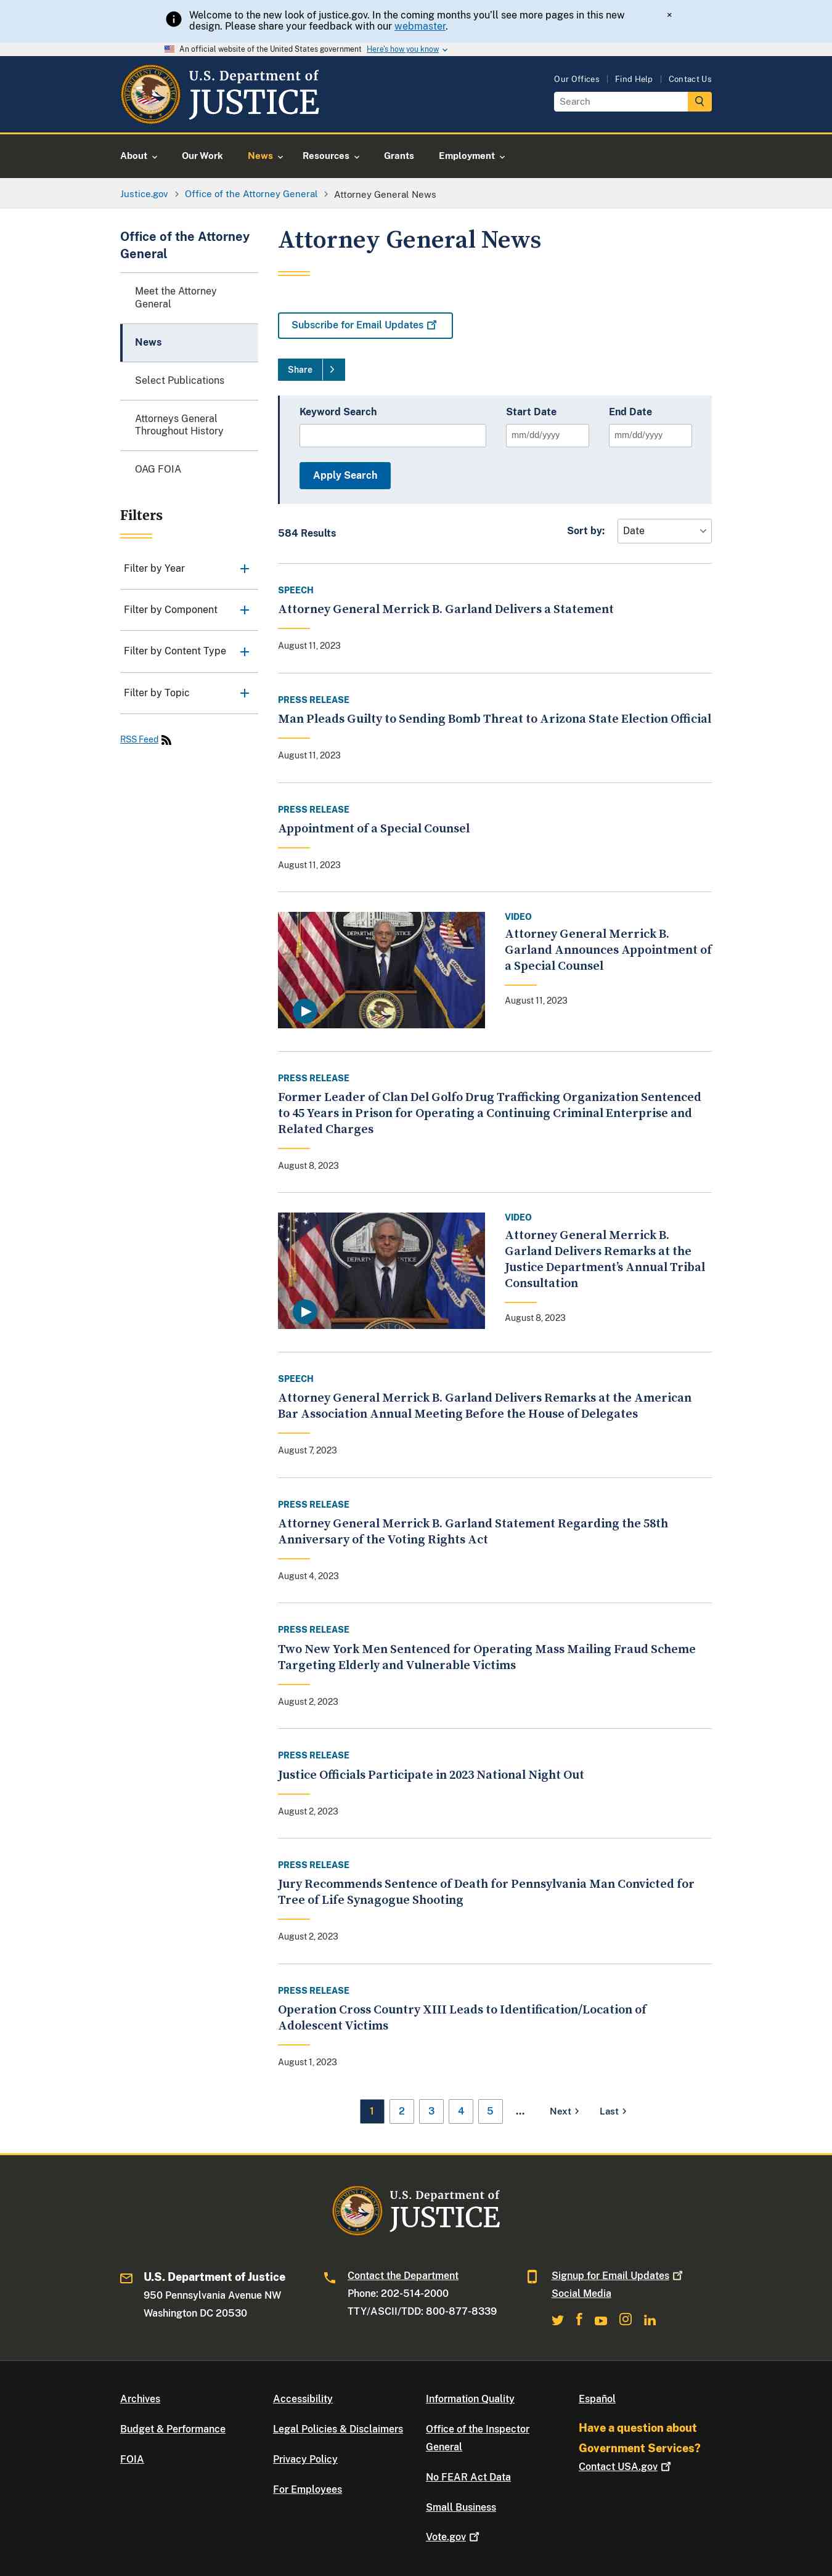 Welcome to the new look of justice.gov. In the coming months you'll see more pages in this new
design. Please share your feedback with our webmaster.
×
An official website of the United States government Here's how you know
U.S. Department of
JUSTICE
Our Offices | Find Help | Contact Us
Search
About Our Work News Resources Grants Employment
Justice.gov > Office of the Attorney General > Attorney General News
Office of the Attorney
General
Meet the Attorney
General
News
Select Publications
Attorneys General
Throughout History
OAG FOIA
Filters
Filter by Year
Filter by Component
Filter by Content Type
Filter by Topic
RSS Feed
Attorney General News
Subscribe for Email Updates
Share
Keyword Search Start Date End Date
mm/dd/yyyy mm/dd/yyyy
Apply Search
584 Results Sort by: Date
SPEECH
Attorney General Merrick B. Garland Delivers a Statement
August 11, 2023
PRESS RELEASE
Man Pleads Guilty to Sending Bomb Threat to Arizona State Election Official
August 11, 2023
PRESS RELEASE
Appointment of a Special Counsel
August 11, 2023
VIDEO
Attorney General Merrick B.
Garland Announces Appointment of
a Special Counsel
August 11, 2023
PRESS RELEASE
Former Leader of Clan Del Golfo Drug Trafficking Organization Sentenced
to 45 Years in Prison for Operating a Continuing Criminal Enterprise and
Related Charges
August 8, 2023
VIDEO
Attorney General Merrick B.
Garland Delivers Remarks at the
Justice Department's Annual Tribal
Consultation
August 8, 2023
SPEECH
Attorney General Merrick B. Garland Delivers Remarks at the American
Bar Association Annual Meeting Before the House of Delegates
August 7, 2023
PRESS RELEASE
Attorney General Merrick B. Garland Statement Regarding the 58th
Anniversary of the Voting Rights Act
August 4, 2023
PRESS RELEASE
Two New York Men Sentenced for Operating Mass Mailing Fraud Scheme
Targeting Elderly and Vulnerable Victims
August 2, 2023
PRESS RELEASE
Justice Officials Participate in 2023 National Night Out
August 2, 2023
PRESS RELEASE
Jury Recommends Sentence of Death for Pennsylvania Man Convicted for
Tree of Life Synagogue Shooting
August 2, 2023
PRESS RELEASE
Operation Cross Country XIII Leads to Identification/Location of
Adolescent Victims
August 1, 2023
1 2 3 4 5 … Next Last
U.S. Department of
JUSTICE
U.S. Department of Justice
950 Pennsylvania Avenue NW
Washington DC 20530
Contact the Department
Phone: 202-514-2000
TTY/ASCII/TDD: 800-877-8339
Signup for Email Updates
Social Media
Archives
Budget & Performance
FOIA
Accessibility
Legal Policies & Disclaimers
Privacy Policy
For Employees
Information Quality
Office of the Inspector
General
No FEAR Act Data
Small Business
Vote.gov
Español
Have a question about
Government Services?
Contact USA.gov